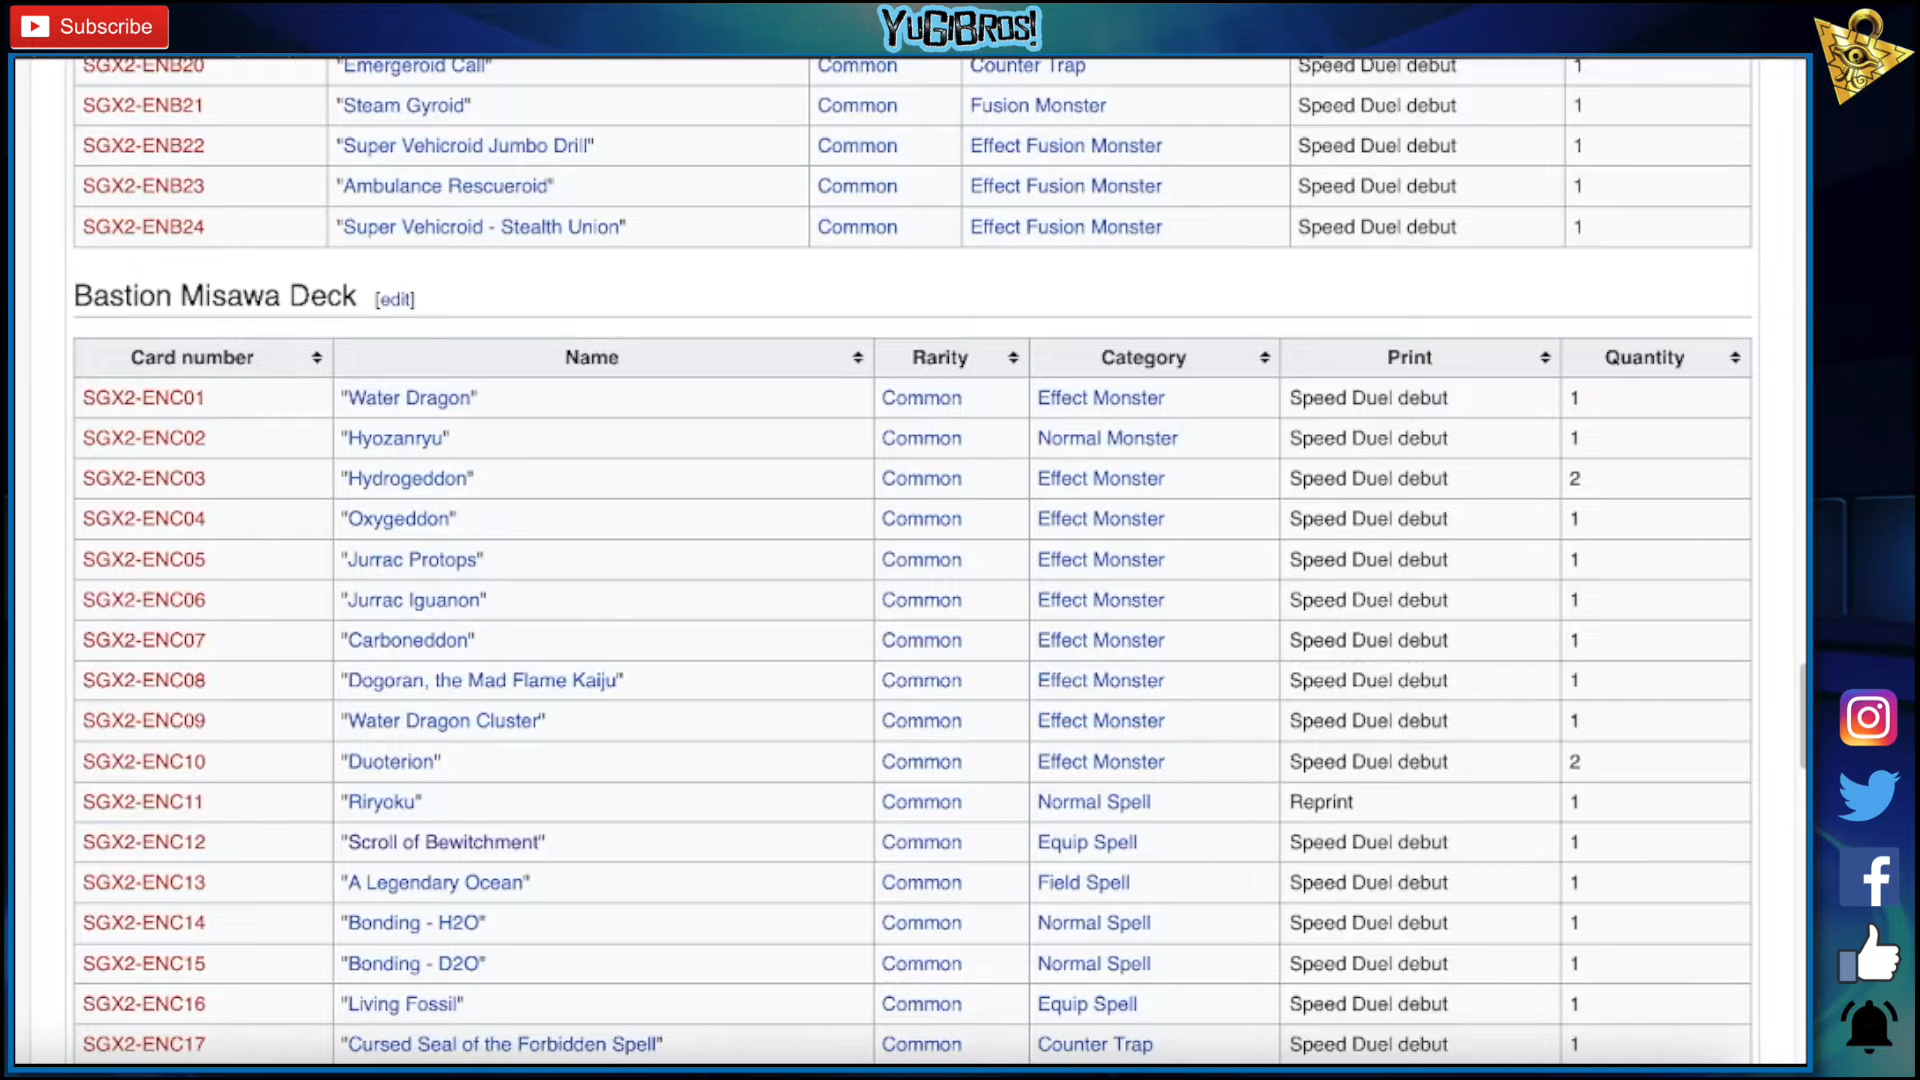 Subscribe
YuGiBros!
SGX2-ENB20 "Emergeroid Call" Common Counter Trap Speed Duel debut 1
SGX2-ENB21 "Steam Gyroid" Common Fusion Monster Speed Duel debut 1
SGX2-ENB22 "Super Vehicroid Jumbo Drill" Common Effect Fusion Monster Speed Duel debut 1
SGX2-ENB23 "Ambulance Rescueroid" Common Effect Fusion Monster Speed Duel debut 1
SGX2-ENB24 "Super Vehicroid - Stealth Union" Common Effect Fusion Monster Speed Duel debut 1
Bastion Misawa Deck [edit]
Card number Name Rarity Category Print Quantity
SGX2-ENC01 "Water Dragon" Common Effect Monster Speed Duel debut 1
SGX2-ENC02 "Hyozanryu" Common Normal Monster Speed Duel debut 1
SGX2-ENC03 "Hydrogeddon" Common Effect Monster Speed Duel debut 2
SGX2-ENC04 "Oxygeddon" Common Effect Monster Speed Duel debut 1
SGX2-ENC05 "Jurrac Protops" Common Effect Monster Speed Duel debut 1
SGX2-ENC06 "Jurrac Iguanon" Common Effect Monster Speed Duel debut 1
SGX2-ENC07 "Carboneddon" Common Effect Monster Speed Duel debut 1
SGX2-ENC08 "Dogoran, the Mad Flame Kaiju" Common Effect Monster Speed Duel debut 1
SGX2-ENC09 "Water Dragon Cluster" Common Effect Monster Speed Duel debut 1
SGX2-ENC10 "Duoterion" Common Effect Monster Speed Duel debut 2
SGX2-ENC11 "Riryoku" Common Normal Spell Reprint 1
SGX2-ENC12 "Scroll of Bewitchment" Common Equip Spell Speed Duel debut 1
SGX2-ENC13 "A Legendary Ocean" Common Field Spell Speed Duel debut 1
SGX2-ENC14 "Bonding - H2O" Common Normal Spell Speed Duel debut 1
SGX2-ENC15 "Bonding - D2O" Common Normal Spell Speed Duel debut 1
SGX2-ENC16 "Living Fossil" Common Equip Spell Speed Duel debut 1
SGX2-ENC17 "Cursed Seal of the Forbidden Spell" Common Counter Trap Speed Duel debut 1